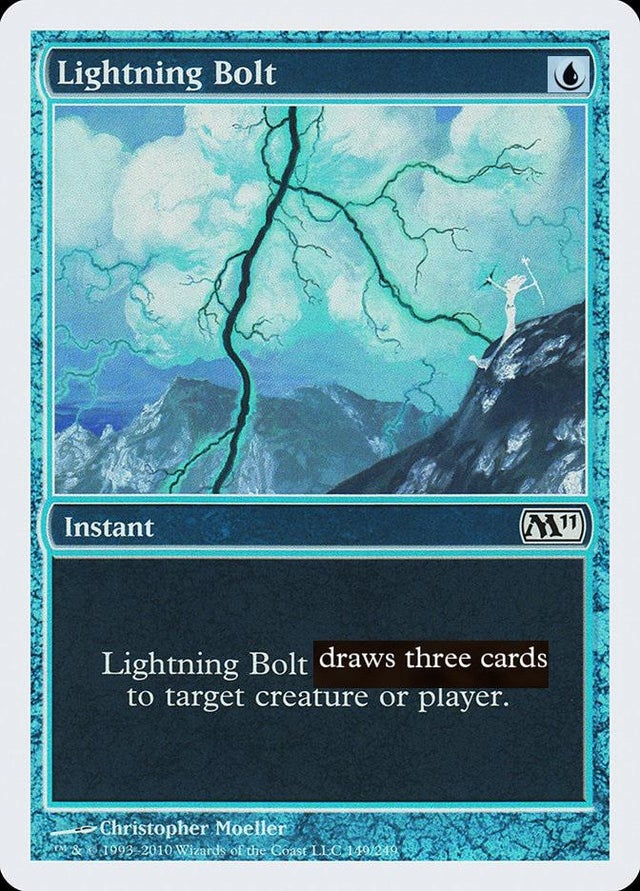 Lightning Bolt
Instant
M11
Lightning Bolt draws three cards
to target creature or player.
Christopher Moeller
™ & © 1993–2010 Wizards of the Coast LLC 149/249